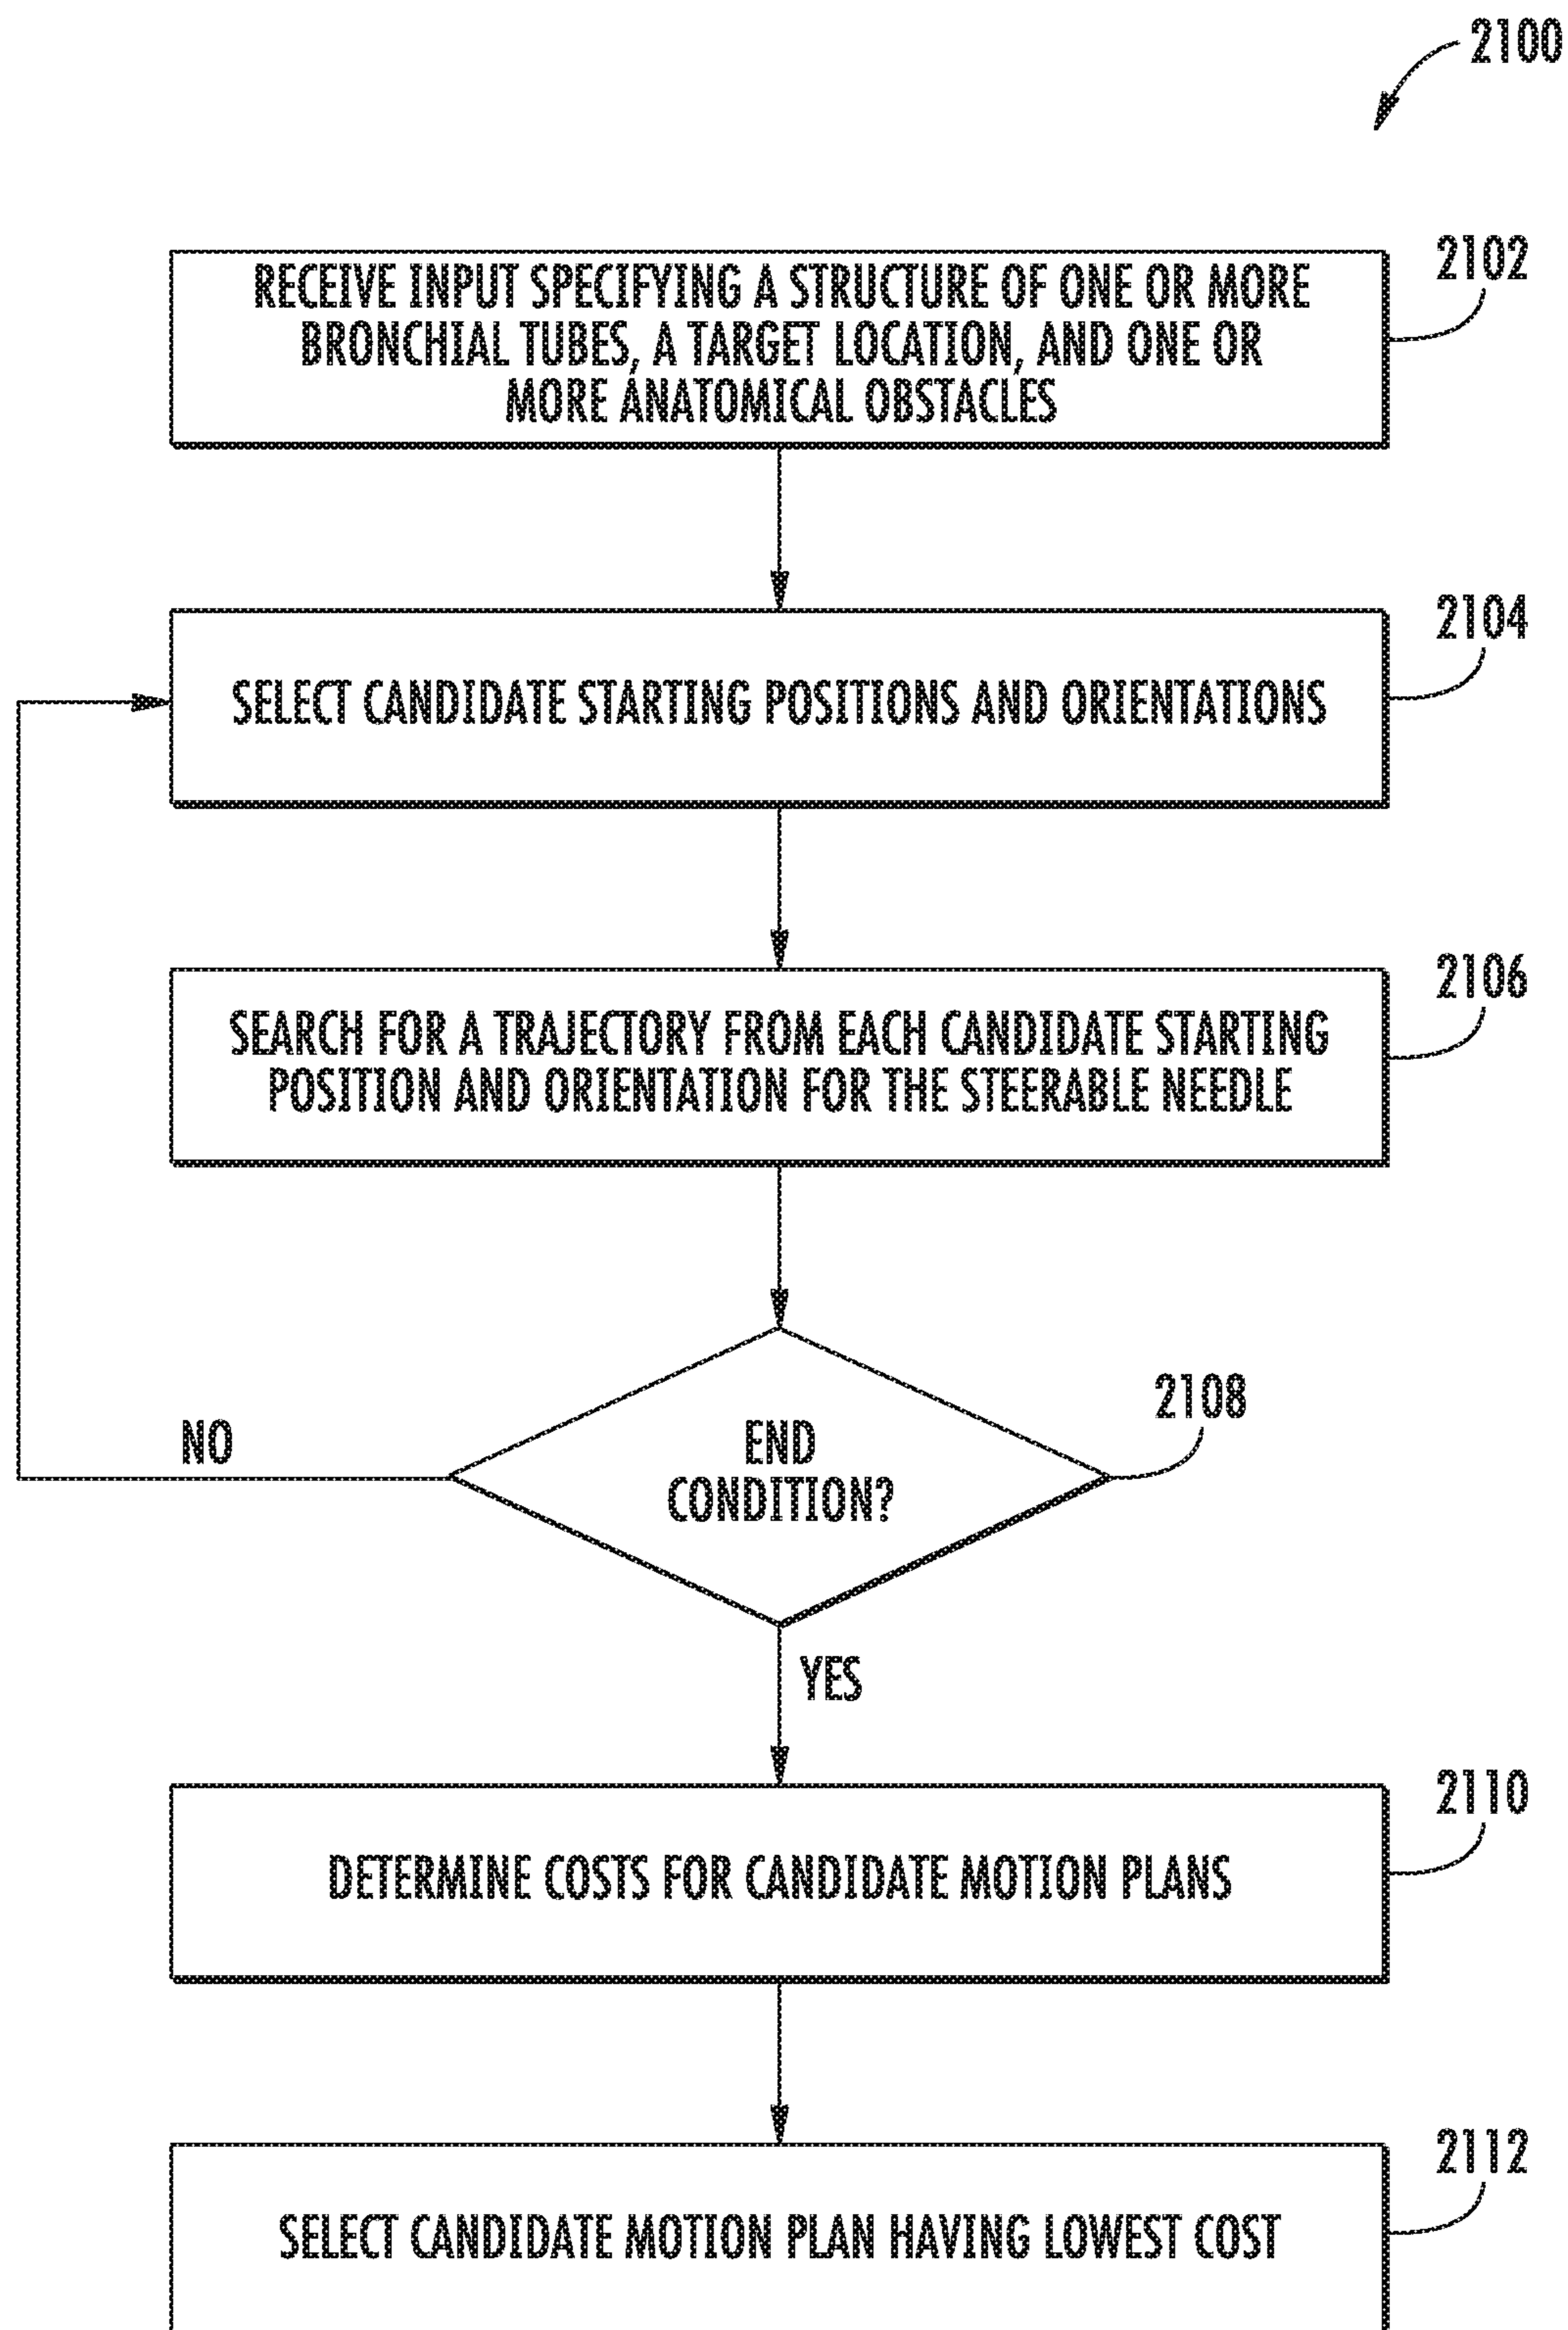 2100
RECEIVE INPUT SPECIFYING A STRUCTURE OF ONE OR MORE
BRONCHIAL TUBES, A TARGET LOCATION, AND ONE OR
MORE ANATOMICAL OBSTACLES
2102
SELECT CANDIDATE STARTING POSITIONS AND ORIENTATIONS
2104
SEARCH FOR A TRAJECTORY FROM EACH CANDIDATE STARTING
POSITION AND ORIENTATION FOR THE STEERABLE NEEDLE
2106
END
CONDITION?
2108
NO
YES
DETERMINE COSTS FOR CANDIDATE MOTION PLANS
2110
SELECT CANDIDATE MOTION PLAN HAVING LOWEST COST
2112